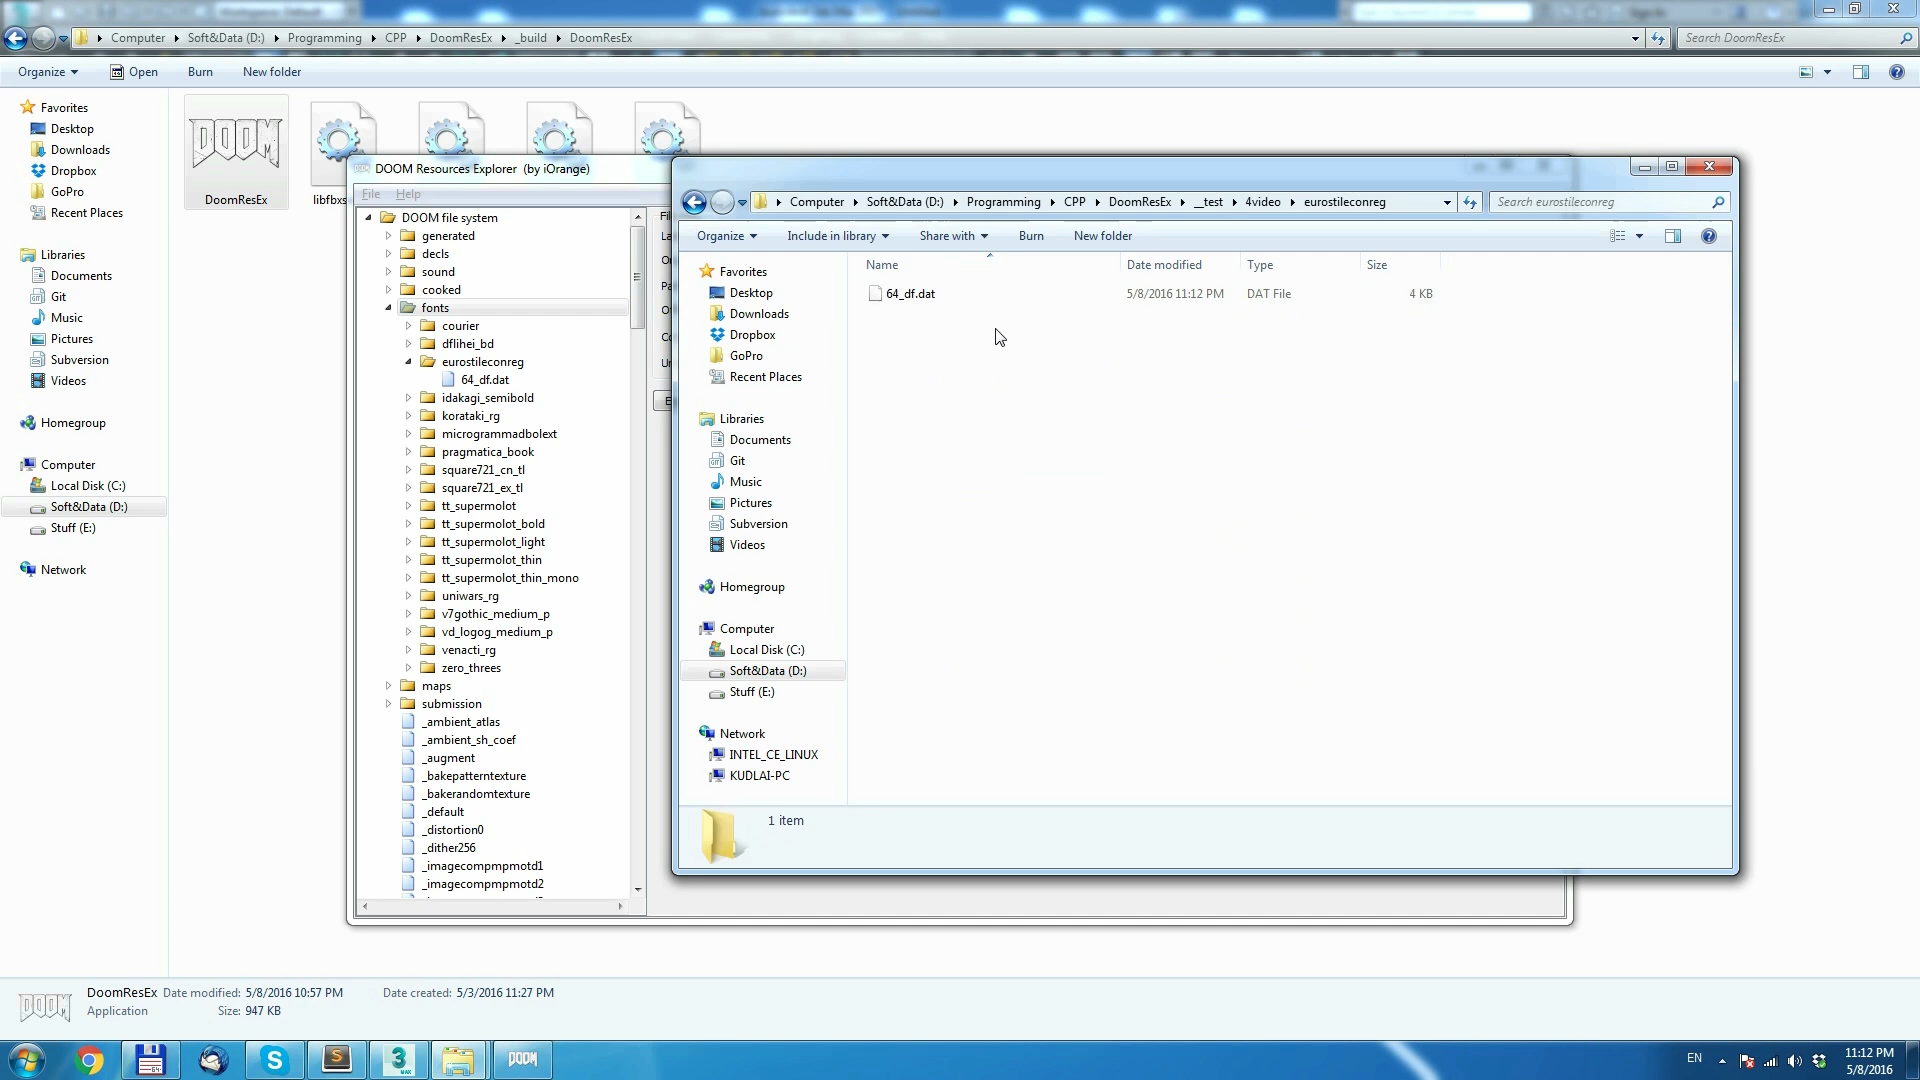 Computer Soft&Data (D:) Programming CPP DoomResEx _build DoomResEx
Search DoomResEx
Organize Open Burn New folder
Favorites
Desktop
Downloads
Dropbox
GoPro
Recent Places
Libraries
Documents
Git
Music
Pictures
Subversion
Videos
Homegroup
Computer
Local Disk (C:)
Soft&Data (D:)
Stuff (E:)
Network
DOOM
DoomResEx
libfbxs
DOOM Resources Explorer (by iOrange)
File Help
DOOM file system
generated
decls
sound
cooked
fonts
courier
dflihei_bd
eurostileconreg
64_df.dat
idakagi_semibold
korataki_rg
microgrammadbolext
pragmatica_book
square721_cn_tl
square721_ex_tl
tt_supermolot
tt_supermolot_bold
tt_supermolot_light
tt_supermolot_thin
tt_supermolot_thin_mono
uniwars_rg
v7gothic_medium_p
vd_logog_medium_p
venacti_rg
zero_threes
maps
submission
_ambient_atlas
_ambient_sh_coef
_augment
_bakepatterntexture
_bakerandomtexture
_default
_distortion0
_dither256
_imagecompmpmotd1
_imagecompmpmotd2
Computer Soft&Data (D:) Programming CPP DoomResEx __test 4video eurostileconreg
Search eurostileconreg
Organize Include in library Share with Burn New folder
Favorites
Desktop
Downloads
Dropbox
GoPro
Recent Places
Libraries
Documents
Git
Music
Pictures
Subversion
Videos
Homegroup
Computer
Local Disk (C:)
Soft&Data (D:)
Stuff (E:)
Network
INTEL_CE_LINUX
KUDLAI-PC
Name Date modified Type Size
64_df.dat 5/8/2016 11:12 PM DAT File 4 KB
1 item
DOOM
DoomResEx Date modified: 5/8/2016 10:57 PM Date created: 5/3/2016 11:27 PM
Application Size: 947 KB
DOOM
EN
11:12 PM
5/8/2016